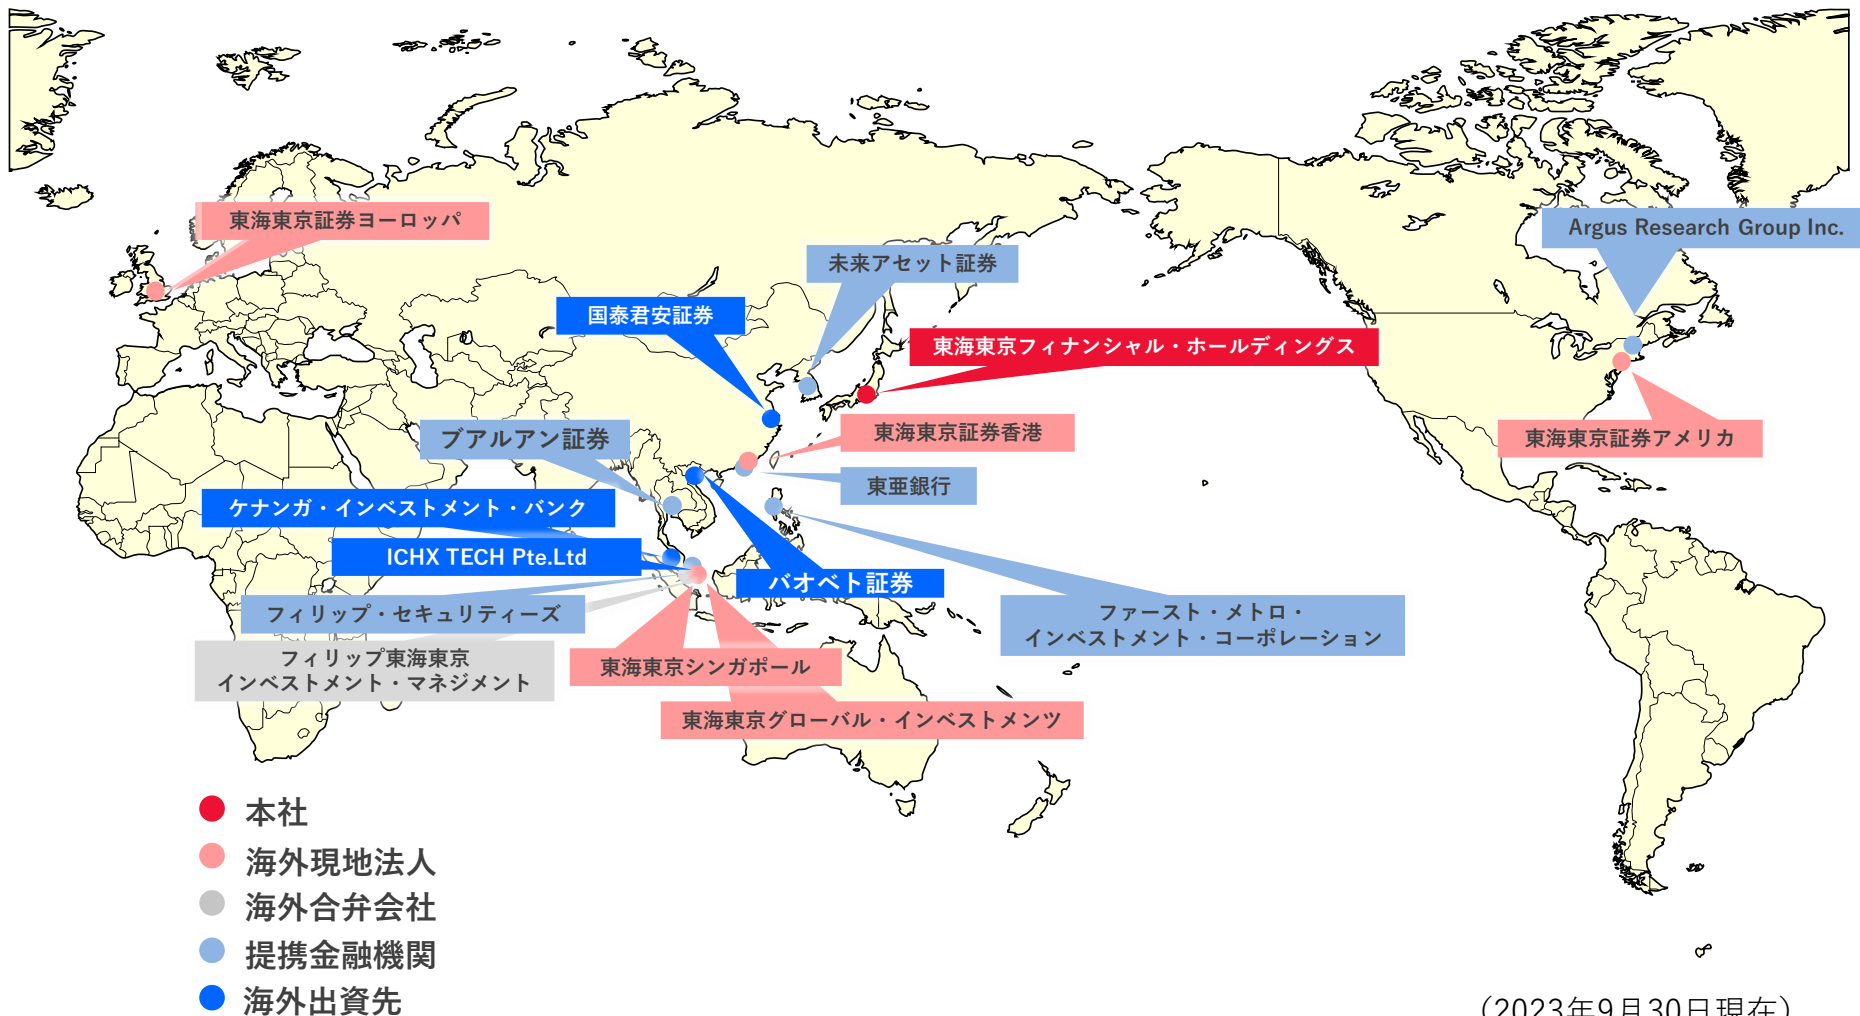 東海東京証券ヨーロッパ
Argus Research Group Inc.
未来アセット証券
国泰君安証券
東海東京フィナンシャル・ホールディングス
東海東京証券香港
ブアルアン証券
東海東京証券アメリカ
東亜銀行
ケナンガ・インベストメント・バンク
ICHX TECH Pte.Ltd
バオベト証券
フィリップ・セキュリティーズ
ファースト・メトロ・
インベストメント・コーポレーション
フィリップ東海東京
インベストメント・マネジメント
東海東京シンガポール
東海東京グローバル・インベストメンツ
本社
海外現地法人
海外合弁会社
提携金融機関
海外出資先
（2023年9月30日現在）